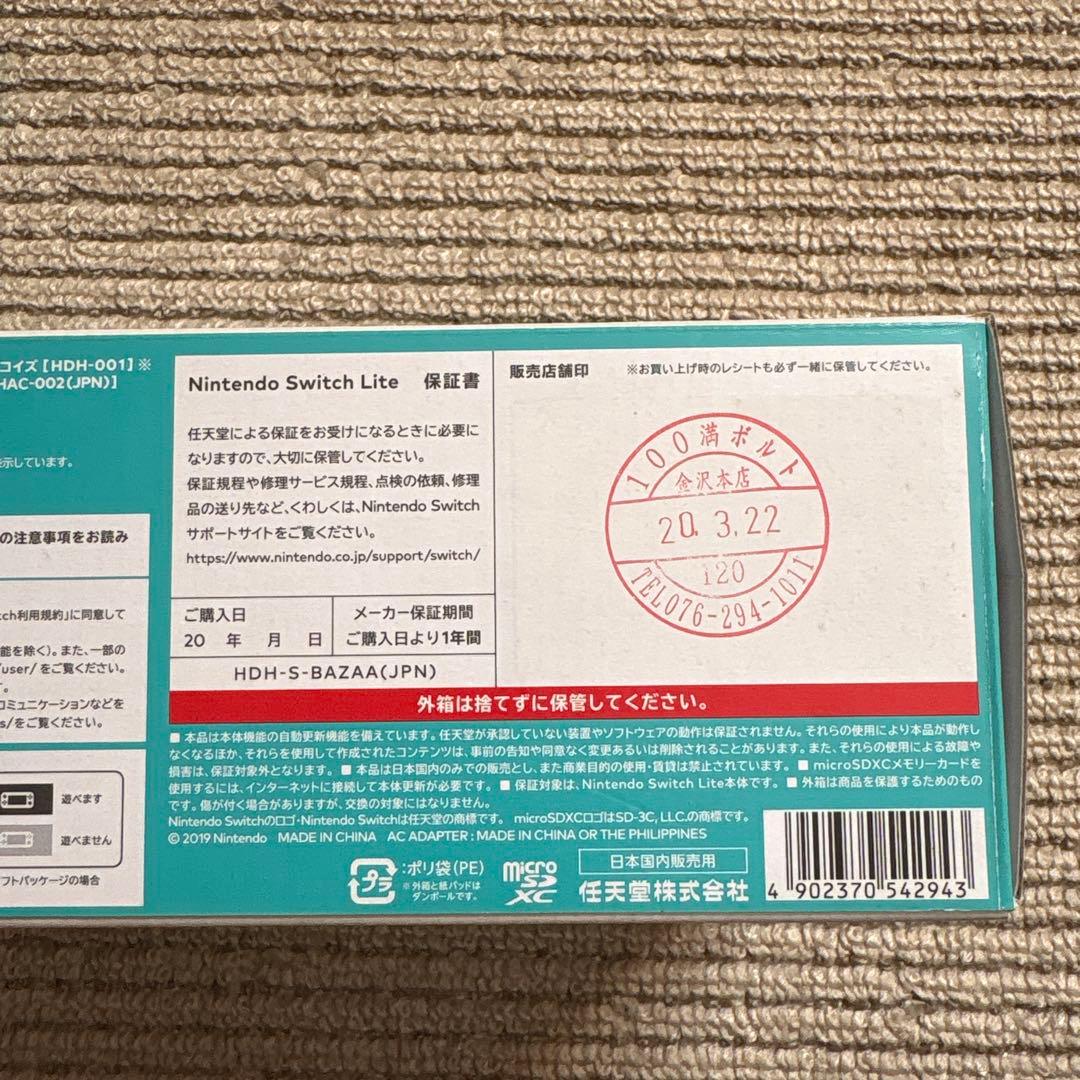 コイズ[HDH-001]※
HAC-002(JPN)]
示しています。
の注意事項をお読み
tch利用規約」に同意して
能を除く)。また、一部の
/user/をご覧ください。
す。
コミュニケーションなどを
s/をご覧ください。
遊べます
遊べません
フトパッケージの場合
Nintendo Switch Lite 保証書
任天堂による保証をお受けになるときに必要に
なりますので、大切に保管してください。
保証規程や修理サービス規程、点検の依頼、修理
品の送り先など、くわしくは、Nintendo Switch
サポートサイトをご覧ください。
https://www.nintendo.co.jp/support/switch/
ご購入日
20 年 月 日
メーカー保証期間
ご購入日より1年間
HDH-S-BAZAA(JPN)
販売店舗印 ※お買い上げ時のレシートも必ず一緒に保管してください。
100満ボルト
金沢本店
20.3.22
i20
TEL076-294-1011
外箱は捨てずに保管してください。
■ 本品は本体機能の自動更新機能を備えています。任天堂が承認していない装置やソフトウェアの動作は保証されません。それらの使用により本品が動作し
なくなるほか、それらを使用して作成されたコンテンツは、事前の告知や同意なく変更あるいは削除されることがあります。また、それらの使用による故障や
損害は、保証対象外となります。 ■ 本品は日本国内のみでの販売とし、また商業目的の使用・賃貸は禁止されています。 ■ microSDXCメモリーカードを
使用するには、インターネットに接続して本体更新が必要です。 ■ 保証対象は、Nintendo Switch Lite本体です。 ■ 外箱は商品を保護するためのもの
です。傷が付く場合がありますが、交換の対象にはなりません。
Nintendo Switchのロゴ・Nintendo Switchは任天堂の商標です。 microSDXCロゴはSD-3C, LLC.の商標です。
© 2019 Nintendo MADE IN CHINA AC ADAPTER : MADE IN CHINA OR THE PHILIPPINES
プラ
:ポリ袋(PE)
※外箱と紙パッドは
ダンボールです。
micro
SD
XC
日本国内販売用
任天堂株式会社
4 902370 542943